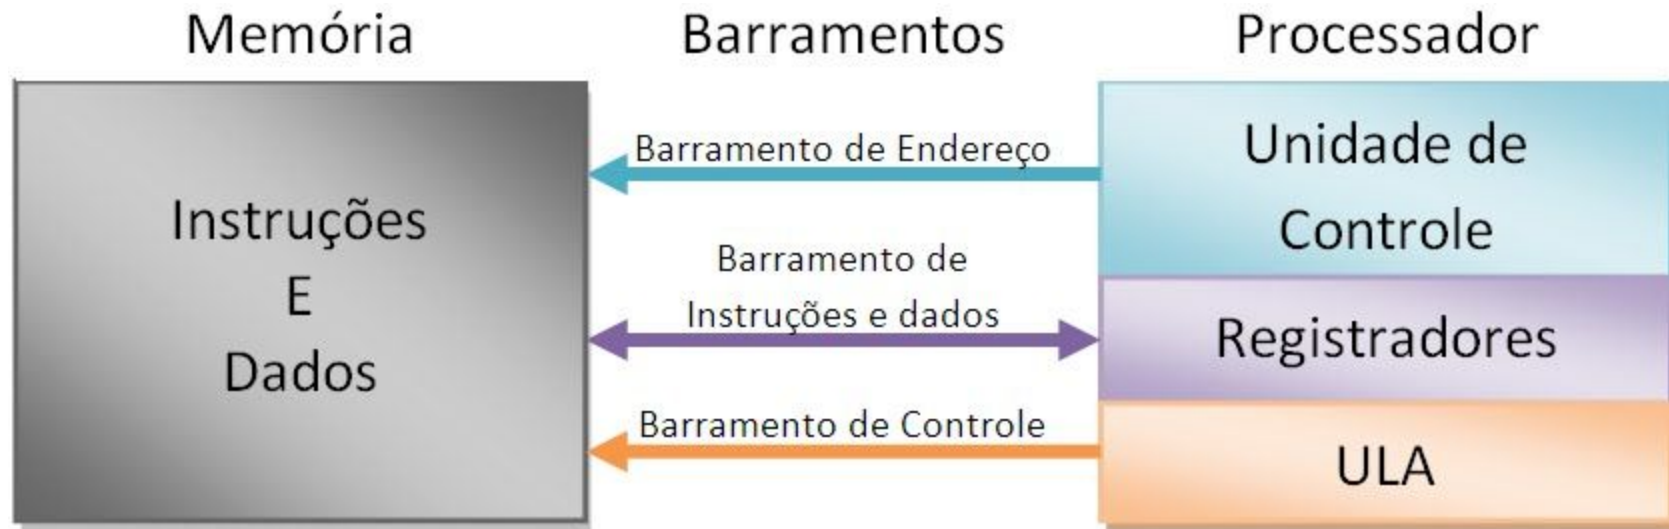 Memória
Barramentos
Processador
Instruções
E
Dados
Barramento de Endereço
Barramento de
Instruções e dados
Barramento de Controle
Unidade de
Controle
Registradores
ULA